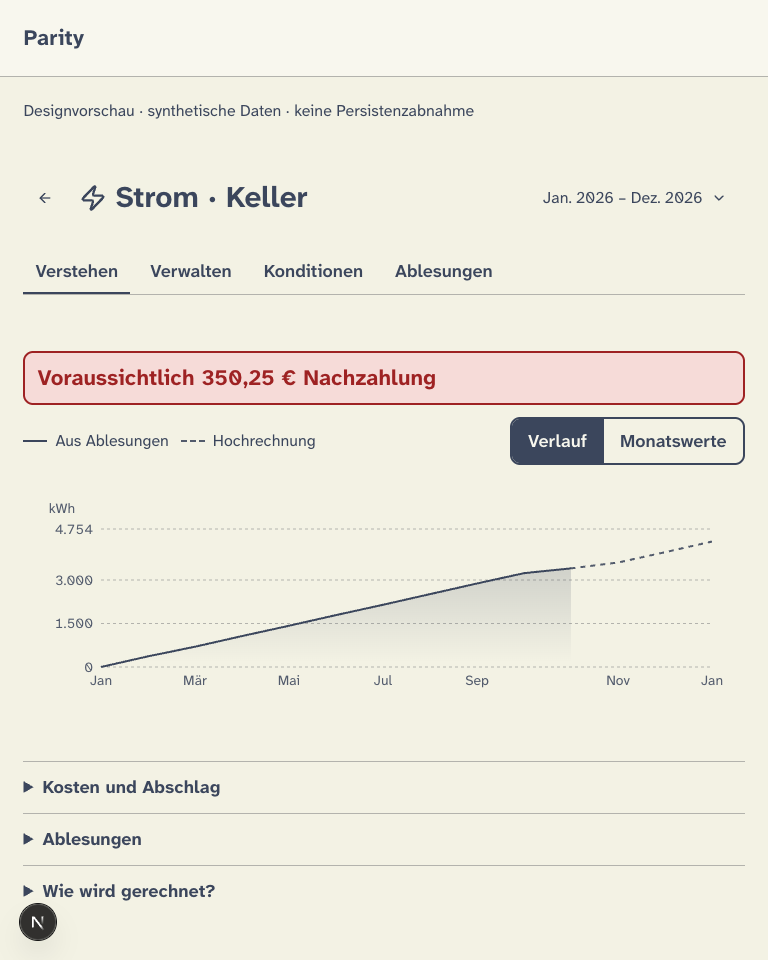 Parity
Designvorschau · synthetische Daten · keine Persistenzabnahme
← Strom · Keller Jan. 2026 – Dez. 2026
Verstehen Verwalten Konditionen Ablesungen
Voraussichtlich 350,25 € Nachzahlung
Aus Ablesungen Hochrechnung Verlauf Monatswerte
kWh
4.754
3.000
1.500
0
Jan Mär Mai Jul Sep Nov Jan
Kosten und Abschlag
Ablesungen
Wie wird gerechnet?
N